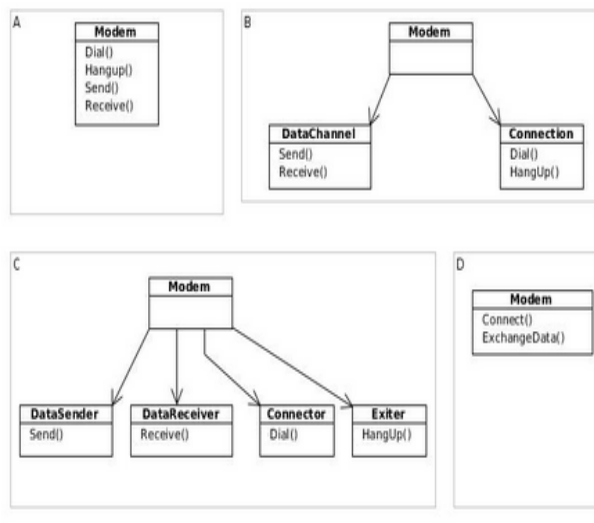 A
Modem
Dial()
Hangup()
Send()
Receive()
B
Modem
DataChannel
Send()
Receive()
Connection
Dial()
HangUp()
C
Modem
DataSender
Send()
DataReceiver
Receive()
Connector
Dial()
Exiter
HangUp()
D
Modem
Connect()
ExchangeData()